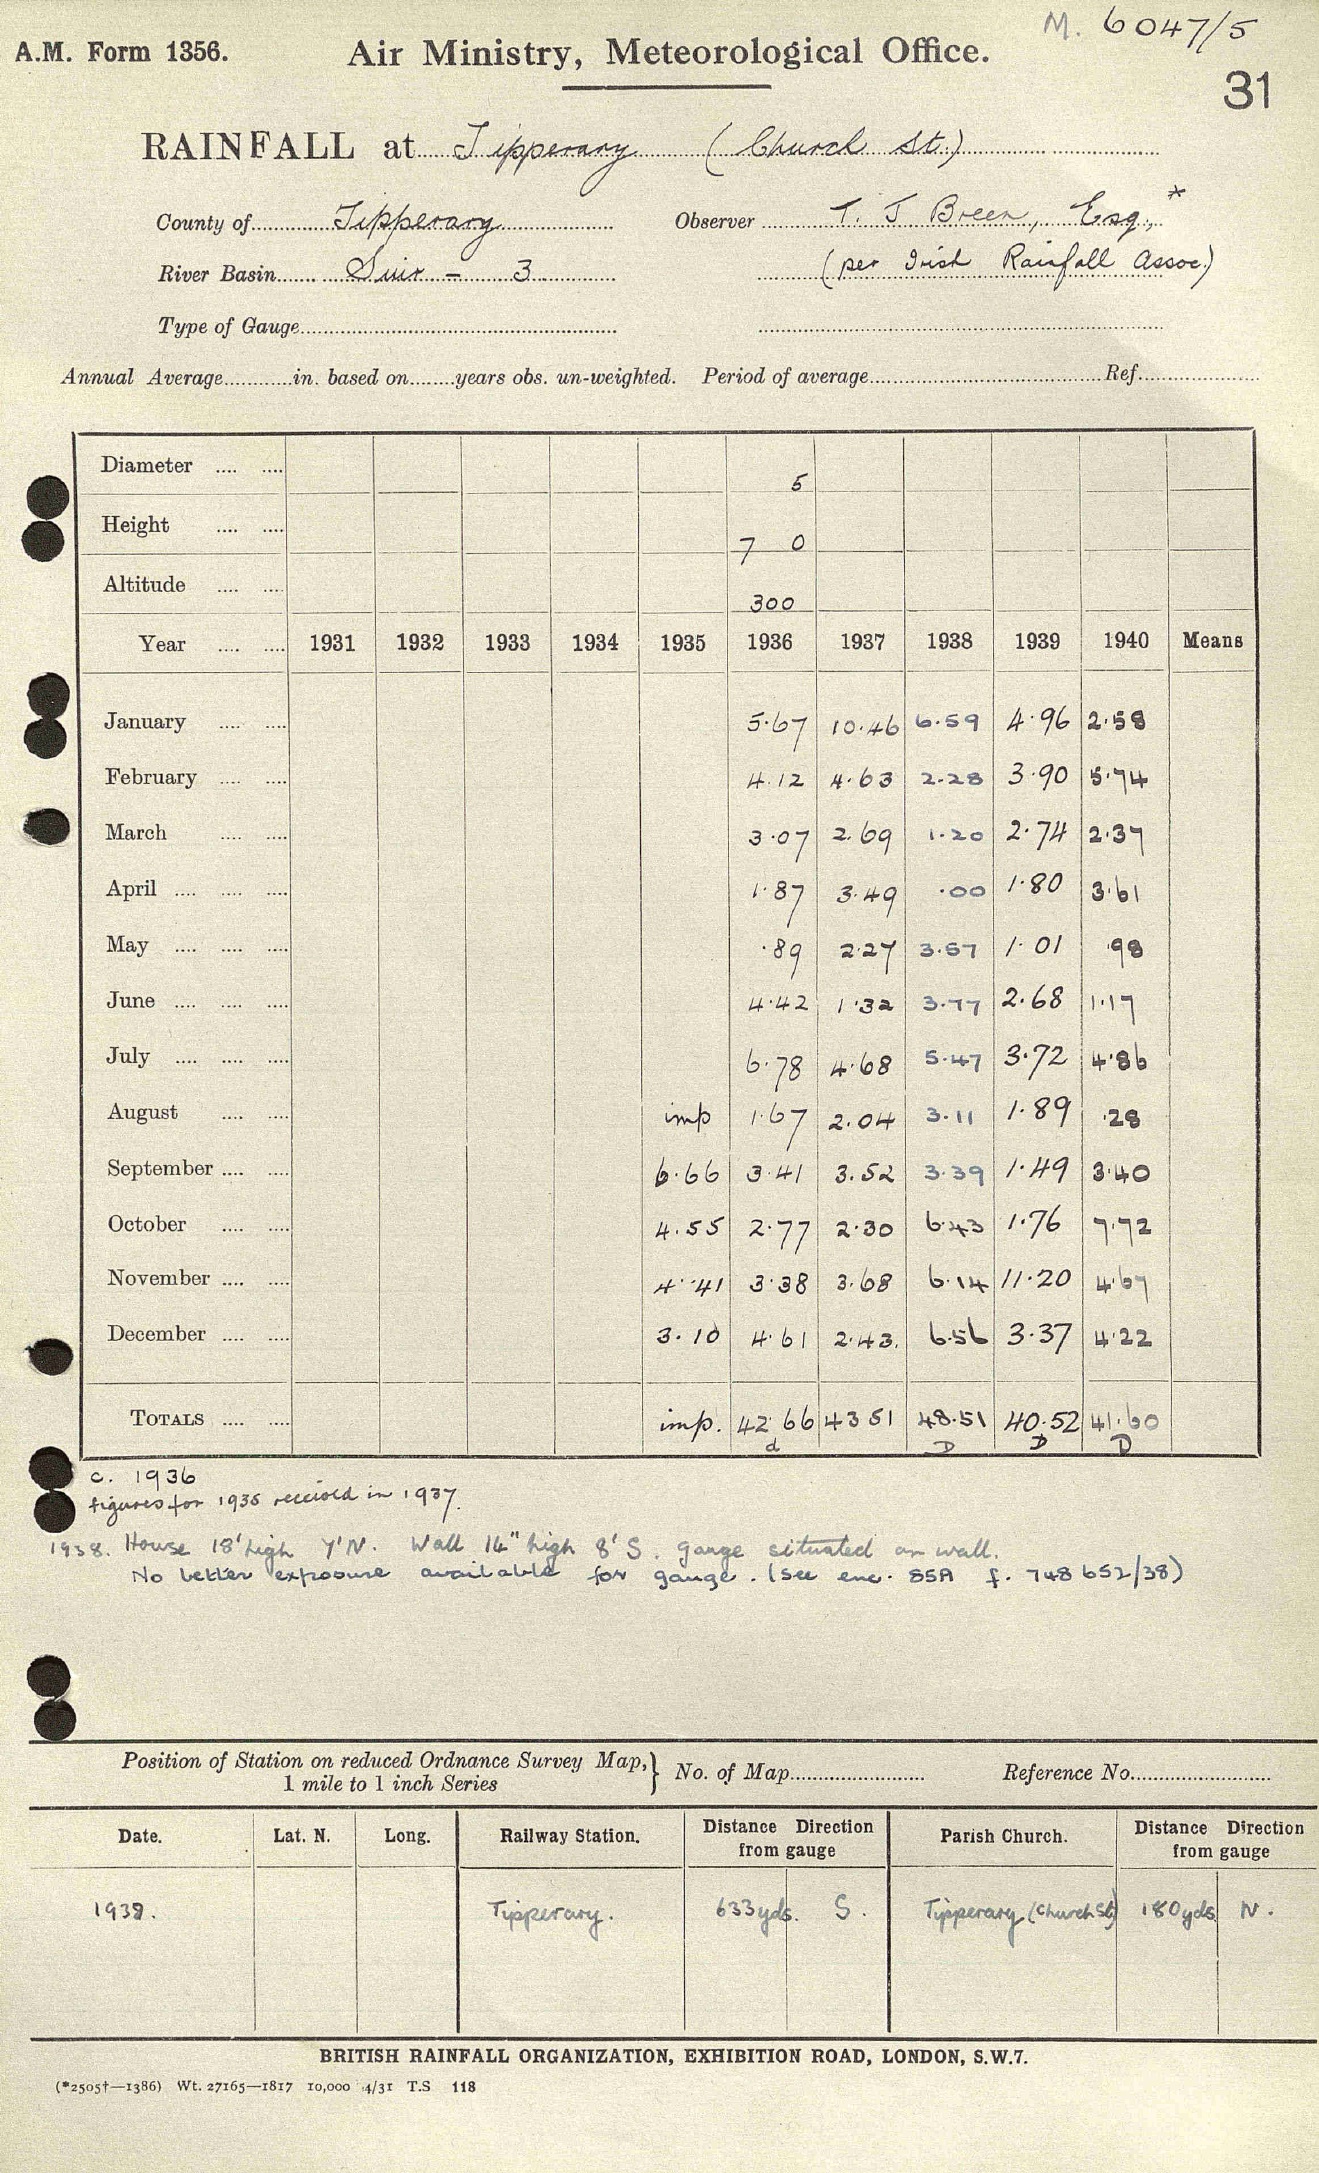 M. 6047/5
A.M. Form 1356. Air Ministry, Meteorological Office.
31
RAINFALL at Tipperary (Church St.)
County of Tipperary Observer T. J Breen, Esq.*
River Basin Suir - 3 (per Irish Rainfall Assoc.)
Type of Gauge
Annual Average in. based on years obs. un-weighted. Period of average Ref.
Diameter 5
Height 7 0
Altitude 300
Year 1931 1932 1933 1934 1935 1936 1937 1938 1939 1940 Means
January 5.67 10.46 6.59 4.96 2.58
February 4.12 4.63 2.28 3.90 5.74
March 3.07 2.69 1.20 2.74 2.37
April 1.87 3.49 .00 1.80 3.61
May .89 2.27 3.57 1.01 .98
June 4.42 1.32 3.77 2.68 1.17
July 6.78 4.68 5.47 3.72 4.86
August imp 1.67 2.04 3.11 1.89 .28
September 6.66 3.41 3.52 3.39 1.49 3.40
October 4.55 2.77 2.30 6.43 1.76 7.72
November 4.41 3.38 3.68 6.14 11.20 4.67
December 3.10 4.61 2.43. 6.56 3.37 4.22
TOTALS imp. 42.66 43 51 48.51 40.52 41.60
d D D D
c. 1936
figures for 1935 received in 1937.
1938. House 18' high 7'N. Wall 14" high 8' S. gauge situated on wall.
No better exposure available for gauge. (See enc. 85A f. 748652/38)
Position of Station on reduced Ordnance Survey Map, } No. of Map Reference No.
1 mile to 1 inch Series
Date. Lat. N. Long. Railway Station. Distance Direction from gauge Parish Church. Distance Direction from gauge
1938. Tipperary. 633yds. S. Tipperary (Church St) 180yds N.
BRITISH RAINFALL ORGANIZATION, EXHIBITION ROAD, LONDON, S.W.7.
(*2505†—1386) Wt. 27165—1817 10,000 4/31 T.S 118